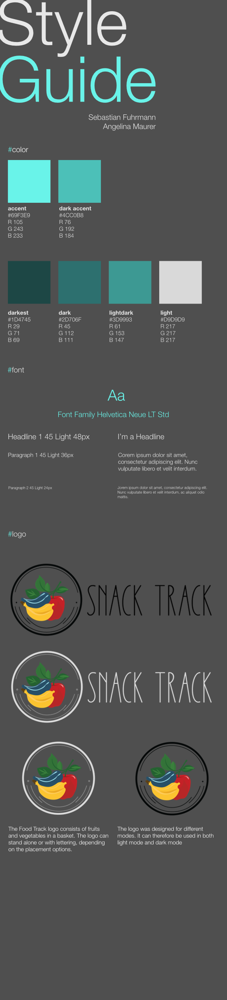 Style
Guide
Sebastian Fuhrmann
Angelina Maurer
#color
accent
#69F3E9
R 105
G 243
B 233
dark accent
#4CC0B8
R 76
G 192
B 184
darkest
#1D4745
R 29
G 71
B 69
dark
#2D706F
R 45
G 112
B 111
lightdark
#3D9993
R 61
G 153
B 147
light
#D9D9D9
R 217
G 217
B 217
#font
Aa
Font Family Helvetica Neue LT Std
Headline 1 45 Light 48px
I'm a Headline
Paragraph 1 45 Light 36px
Corem ipsum dolor sit amet,
consectetur adipiscing elit. Nunc
vulputate libero et velit interdum.
Paragraph 2 45 Light 24px
Jorem ipsum dolor sit amet, consectetur adipiscing elit.
Nunc vulputate libero et velit interdum, ac aliquet odio
mattis.
#logo
SNACK TRACK
SNACK TRACK
The Food Track logo consists of fruits
and vegetables in a basket. The logo can
stand alone or with lettering, depending
on the placement options.
The logo was designed for different
modes. It can therefore be used in both
light mode and dark mode